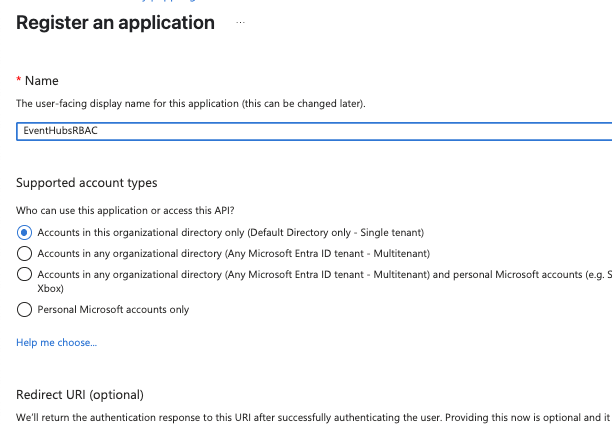 Register an application ...
* Name
The user-facing display name for this application (this can be changed later).
EventHubsRBAC
Supported account types
Who can use this application or access this API?
Accounts in this organizational directory only (Default Directory only - Single tenant)
Accounts in any organizational directory (Any Microsoft Entra ID tenant - Multitenant)
Accounts in any organizational directory (Any Microsoft Entra ID tenant - Multitenant) and personal Microsoft accounts (e.g. S
Xbox)
Personal Microsoft accounts only
Help me choose...
Redirect URI (optional)
We'll return the authentication response to this URI after successfully authenticating the user. Providing this now is optional and it